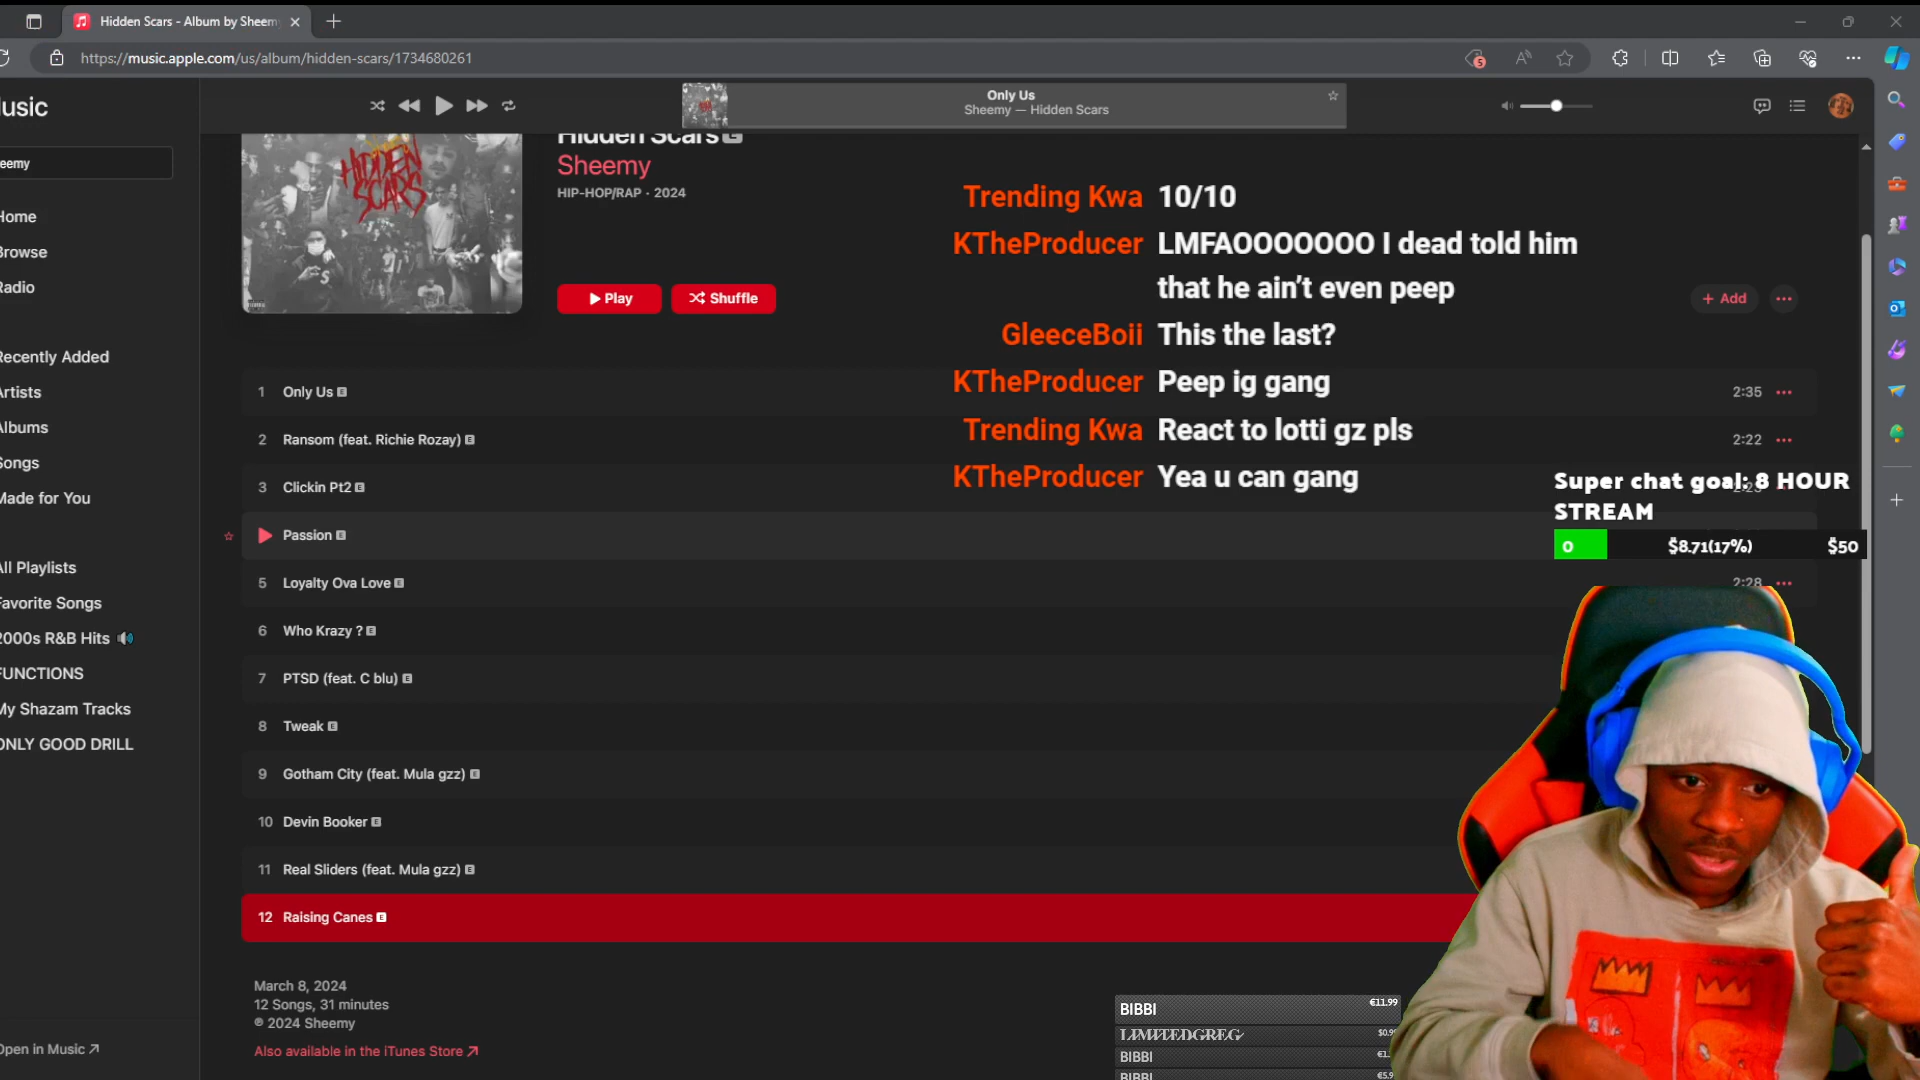 Hidden Scars - Album by Sheem
https://music.apple.com/us/album/hidden-scars/1734680261
5
usic
Only Us
Sheemy — Hidden Scars
eemy
Home
Browse
Radio
Recently Added
Artists
Albums
Songs
Made for You
All Playlists
Favorite Songs
2000s R&B Hits
FUNCTIONS
My Shazam Tracks
ONLY GOOD DRILL
Open in Music
HIDDEN
SCARS
Hidden Scars E
Sheemy
HIP-HOP/RAP · 2024
Play
Shuffle
+ Add
1 Only Us E 2:35
2 Ransom (feat. Richie Rozay) E 2:22
3 Clickin Pt2 E
Passion E
5 Loyalty Ova Love E 2:28
6 Who Krazy ? E
7 PTSD (feat. C blu) E
8 Tweak E
9 Gotham City (feat. Mula gzz) E
10 Devin Booker E
11 Real Sliders (feat. Mula gzz) E
12 Raising Canes E
March 8, 2024
12 Songs, 31 minutes
℗ 2024 Sheemy
Also available in the iTunes Store
Trending Kwa 10/10
KTheProducer LMFAOOOOOOO I dead told him
that he ain't even peep
GleeceBoii This the last?
KTheProducer Peep ig gang
Trending Kwa React to lotti gz pls
KTheProducer Yea u can gang
Super chat goal: 8 HOUR
STREAM
0 $8.71(17%) $50
BIBBI €11.99
LIMITEDGREG
BIBBI
BIBBI